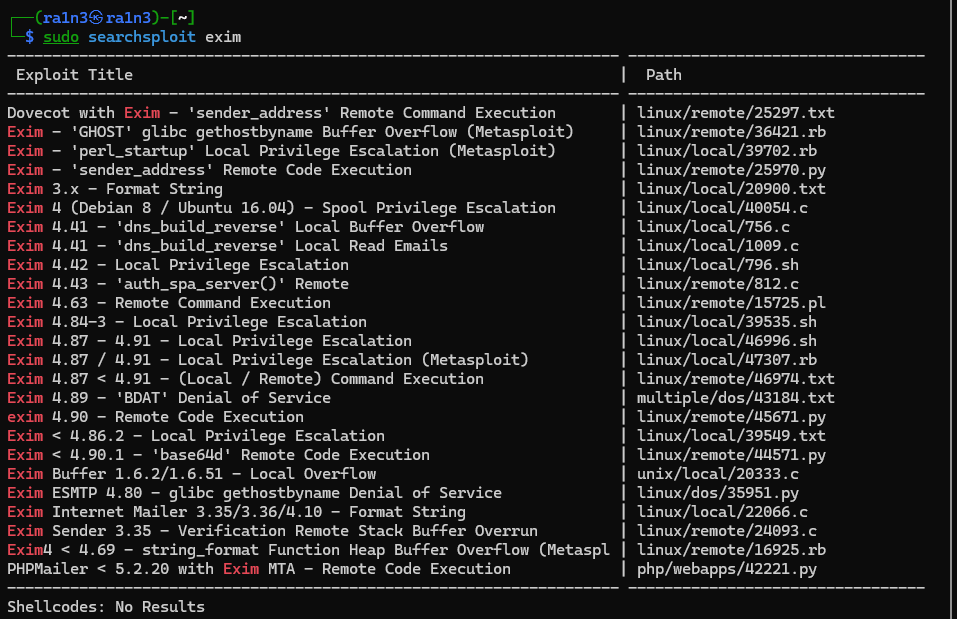 ┌──(ra1n3㉿ra1n3)-[~]
└─$ sudo searchsploit exim
Exploit Title | Path
Dovecot with Exim - 'sender_address' Remote Command Execution | linux/remote/25297.txt
Exim - 'GHOST' glibc gethostbyname Buffer Overflow (Metasploit) | linux/remote/36421.rb
Exim - 'perl_startup' Local Privilege Escalation (Metasploit) | linux/local/39702.rb
Exim - 'sender_address' Remote Code Execution | linux/remote/25970.py
Exim 3.x - Format String | linux/local/20900.txt
Exim 4 (Debian 8 / Ubuntu 16.04) - Spool Privilege Escalation | linux/local/40054.c
Exim 4.41 - 'dns_build_reverse' Local Buffer Overflow | linux/local/756.c
Exim 4.41 - 'dns_build_reverse' Local Read Emails | linux/local/1009.c
Exim 4.42 - Local Privilege Escalation | linux/local/796.sh
Exim 4.43 - 'auth_spa_server()' Remote | linux/remote/812.c
Exim 4.63 - Remote Command Execution | linux/remote/15725.pl
Exim 4.84-3 - Local Privilege Escalation | linux/local/39535.sh
Exim 4.87 - 4.91 - Local Privilege Escalation | linux/local/46996.sh
Exim 4.87 / 4.91 - Local Privilege Escalation (Metasploit) | linux/local/47307.rb
Exim 4.87 < 4.91 - (Local / Remote) Command Execution | linux/remote/46974.txt
Exim 4.89 - 'BDAT' Denial of Service | multiple/dos/43184.txt
exim 4.90 - Remote Code Execution | linux/remote/45671.py
Exim < 4.86.2 - Local Privilege Escalation | linux/local/39549.txt
Exim < 4.90.1 - 'base64d' Remote Code Execution | linux/remote/44571.py
Exim Buffer 1.6.2/1.6.51 - Local Overflow | unix/local/20333.c
Exim ESMTP 4.80 - glibc gethostbyname Denial of Service | linux/dos/35951.py
Exim Internet Mailer 3.35/3.36/4.10 - Format String | linux/local/22066.c
Exim Sender 3.35 - Verification Remote Stack Buffer Overrun | linux/remote/24093.c
Exim4 < 4.69 - string_format Function Heap Buffer Overflow (Metaspl | linux/remote/16925.rb
PHPMailer < 5.2.20 with Exim MTA - Remote Code Execution | php/webapps/42221.py
Shellcodes: No Results